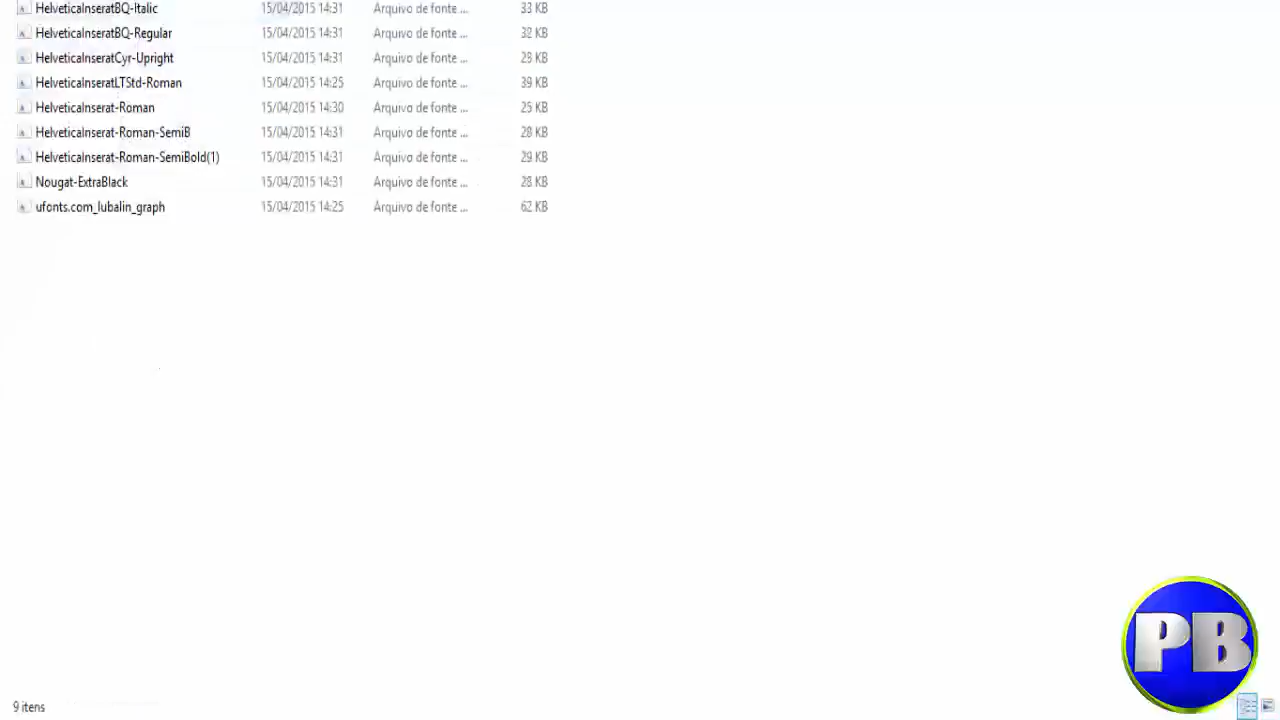 HelveticaInseratBQ-Italic 15/04/2015 14:31 Arquivo de fonte ... 33 KB
HelveticaInseratBQ-Regular 15/04/2015 14:31 Arquivo de fonte ... 32 KB
HelveticaInseratCyr-Upright 15/04/2015 14:31 Arquivo de fonte ... 28 KB
HelveticaInseratLTStd-Roman 15/04/2015 14:25 Arquivo de fonte ... 39 KB
HelveticaInserat-Roman 15/04/2015 14:30 Arquivo de fonte ... 25 KB
HelveticaInserat-Roman-SemiB 15/04/2015 14:31 Arquivo de fonte ... 28 KB
HelveticaInserat-Roman-SemiBold(1) 15/04/2015 14:31 Arquivo de fonte ... 29 KB
Nougat-ExtraBlack 15/04/2015 14:31 Arquivo de fonte ... 28 KB
ufonts.com_lubalin_graph 15/04/2015 14:25 Arquivo de fonte ... 62 KB
PB
9 itens